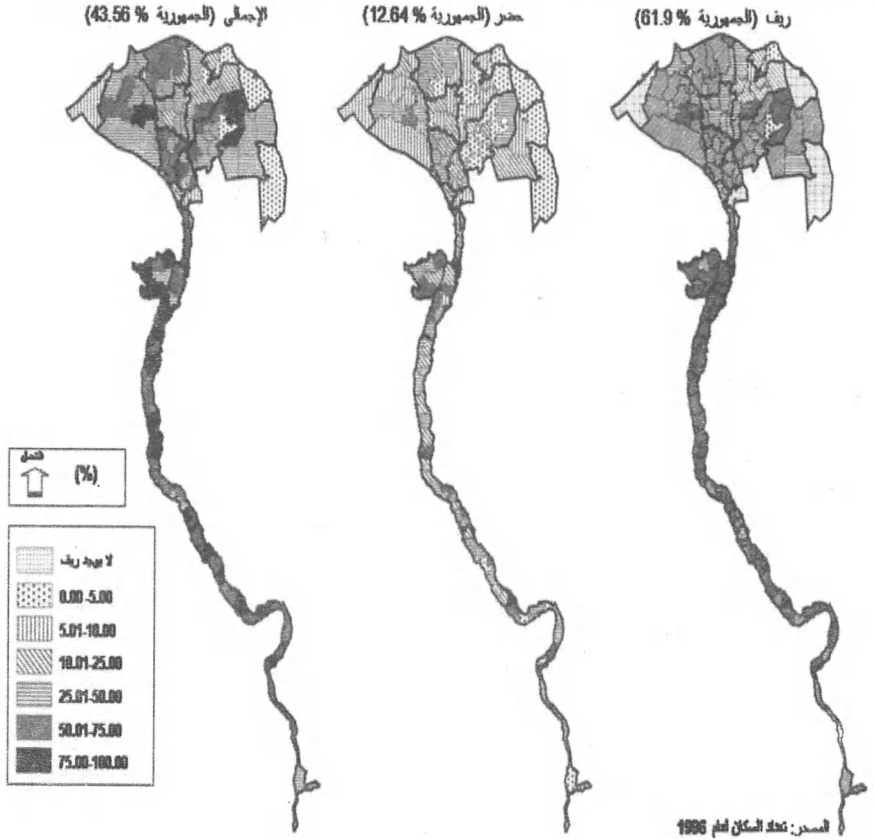 ريف (الجمهورية % 61.9)
حضر (الجمهورية % 12.64)
الإجمالى (الجمهورية % 43.56)
شمال
(%)
لا يوجد ريف
0.00 -5.00
5.01-10.00
10.01-25.00
25.01-50.00
50.01-75.00
75.00-100.00
المصدر: تعداد السكان لعام 1996